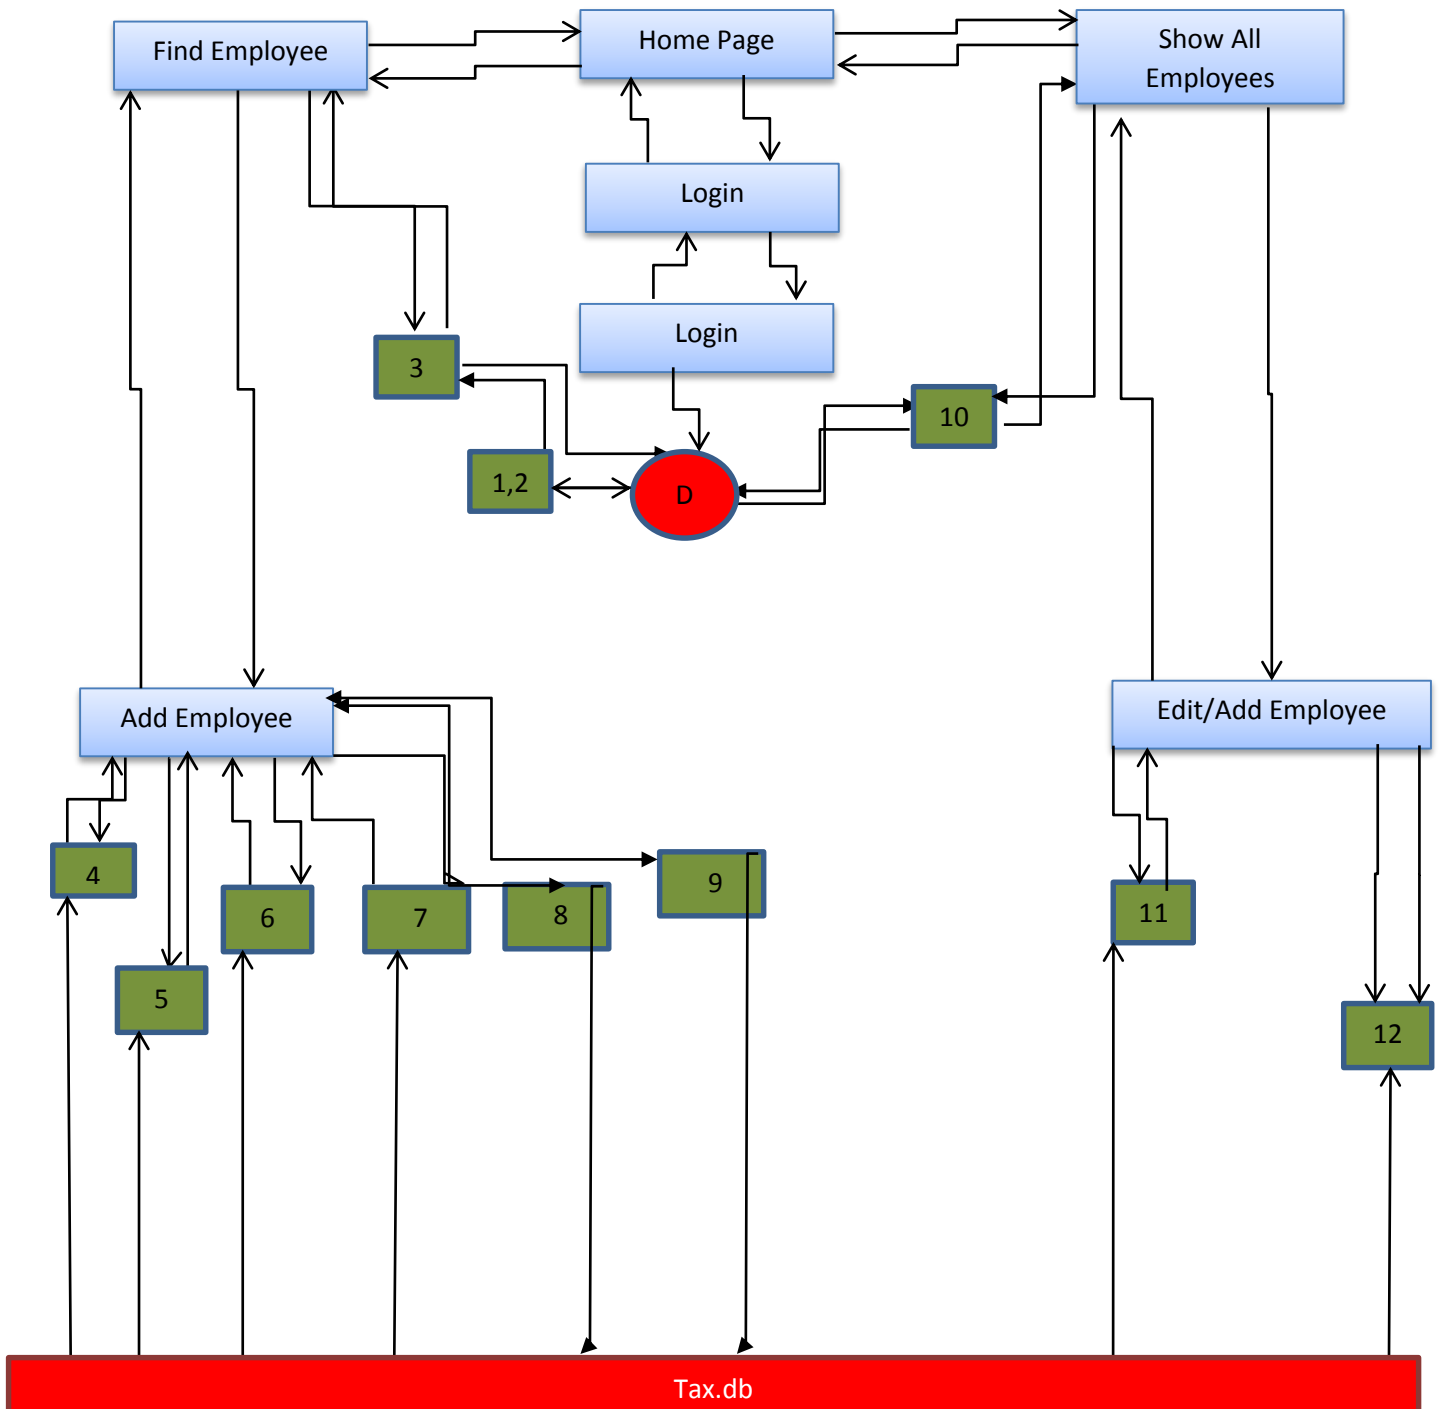 Find Employee
Home Page
Show All
Employees
Login
Login
3
10
1,2
D
Add Employee
Edit/Add Employee
4
9
6
7
8
11
5
12
Tax.db